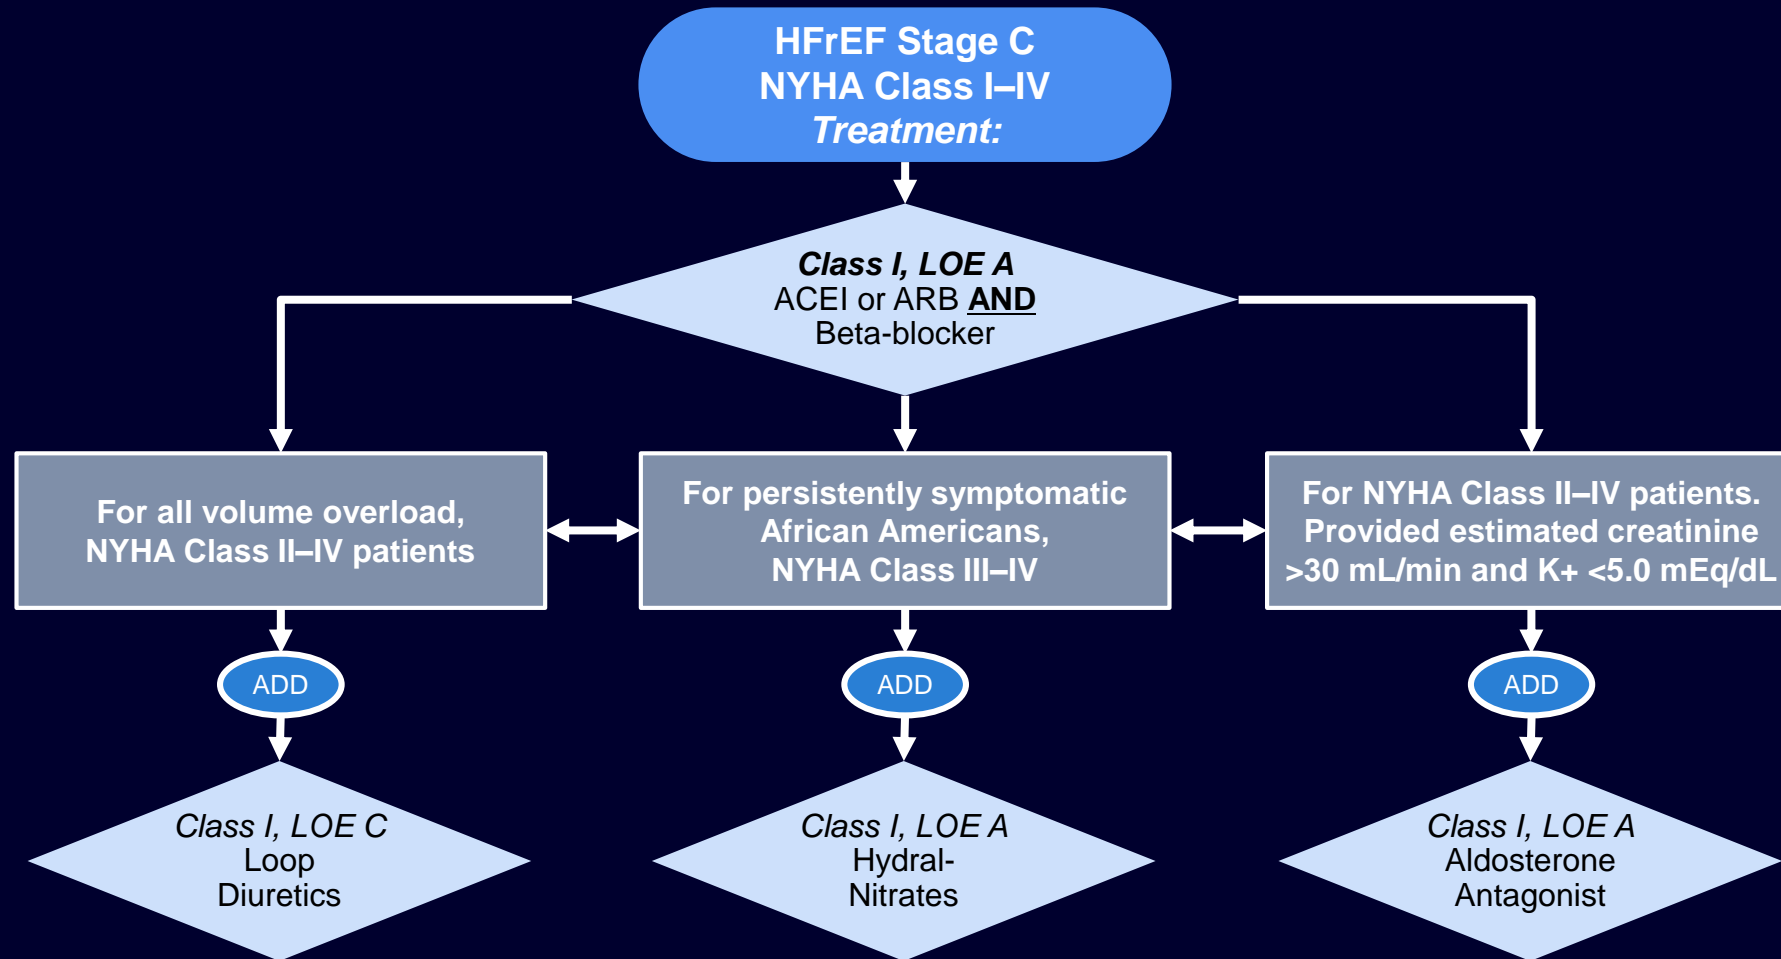 HFrEF Stage C
NYHA Class I–IV
Treatment:
Class I, LOE A
ACEI or ARB AND
Beta-blocker
For all volume overload,
NYHA Class II–IV patients
For persistently symptomatic
African Americans,
NYHA Class III–IV
For NYHA Class II–IV patients.
Provided estimated creatinine
>30 mL/min and K+ <5.0 mEq/dL
ADD
ADD
ADD
Class I, LOE C
Loop
Diuretics
Class I, LOE A
Hydral-
Nitrates
Class I, LOE A
Aldosterone
Antagonist